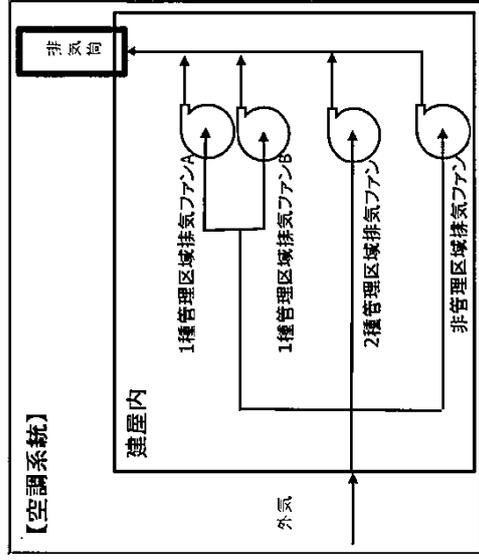 【空調系統】
建屋内
排気筒
1種管理区域排気ファンA
1種管理区域排気ファンB
2種管理区域排気ファン
非管理区域排気ファン
外気